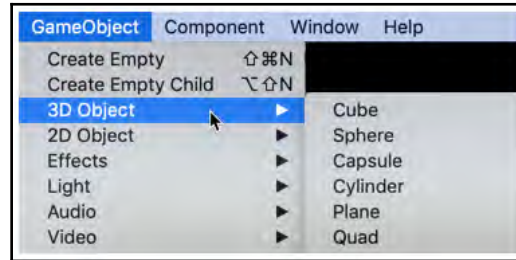 GameObject Component Window Help
Create Empty ⇧⌘N
Create Empty Child ⌥⇧N
3D Object ▶ Cube
2D Object ▶ Sphere
Effects ▶ Capsule
Light ▶ Cylinder
Audio ▶ Plane
Video ▶ Quad